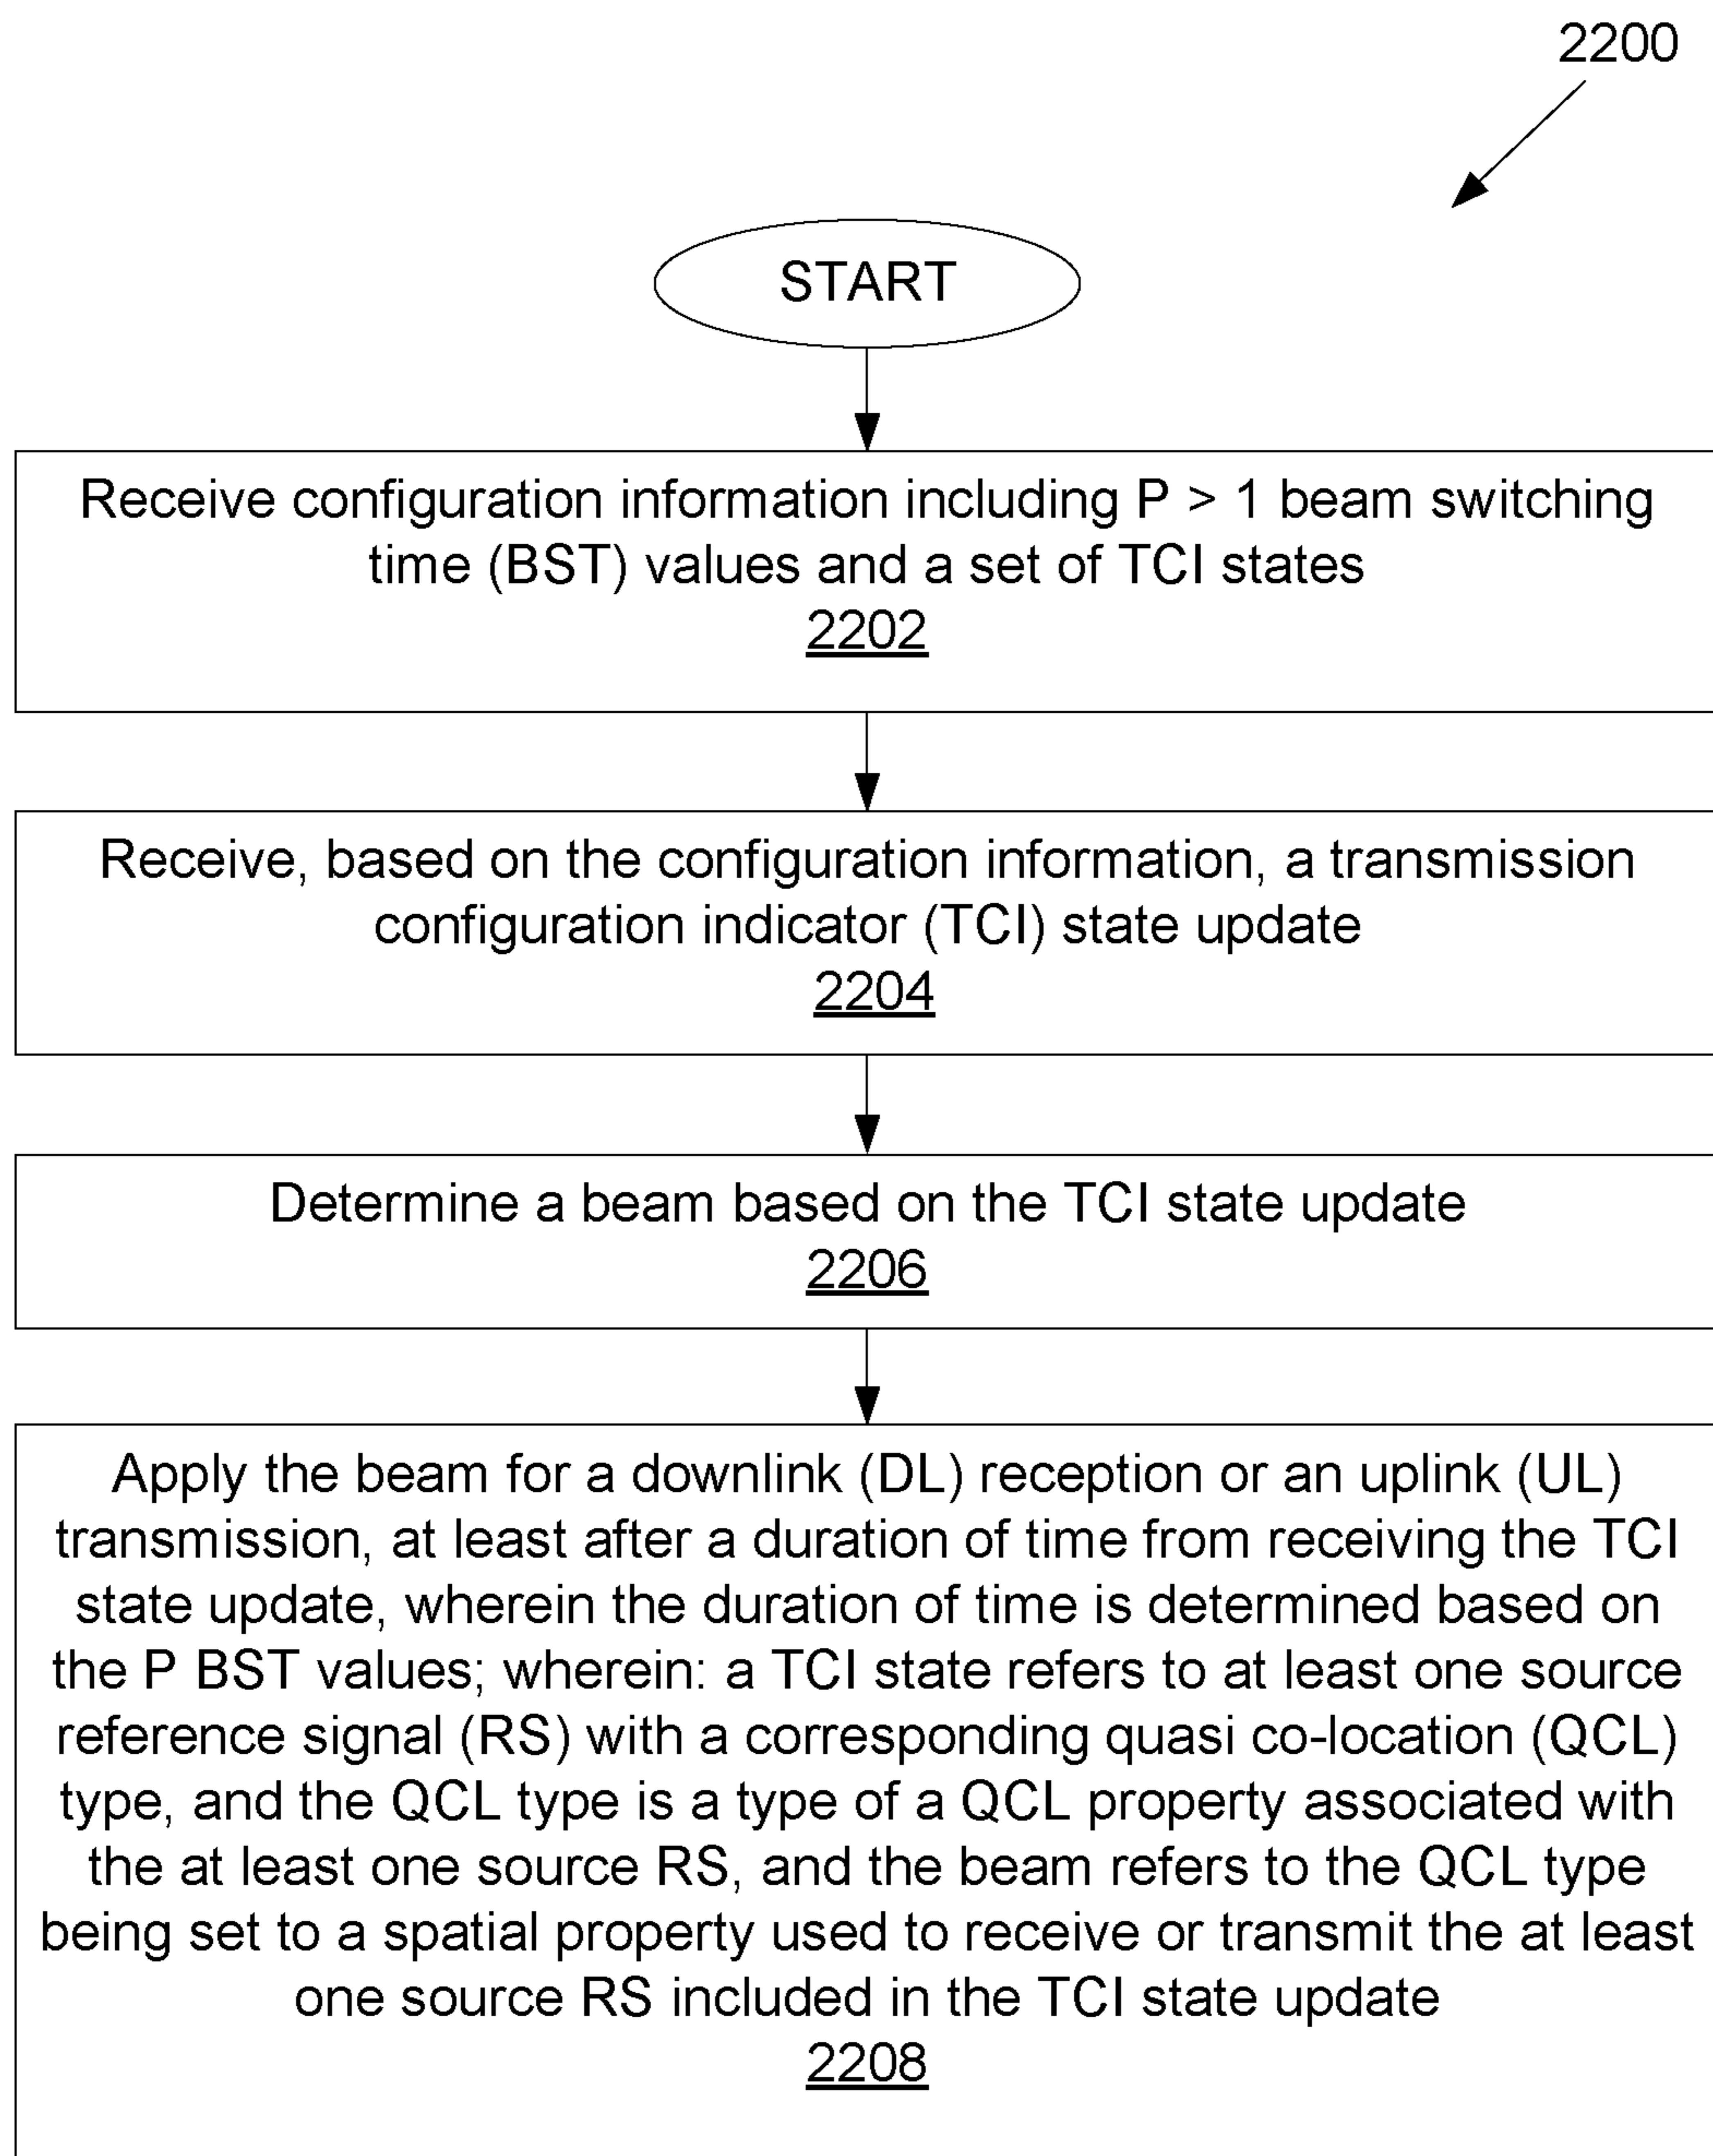 2200
START
Receive configuration information including P > 1 beam switching
time (BST) values and a set of TCI states
2202
Receive, based on the configuration information, a transmission
configuration indicator (TCI) state update
2204
Determine a beam based on the TCI state update
2206
Apply the beam for a downlink (DL) reception or an uplink (UL)
transmission, at least after a duration of time from receiving the TCI
state update, wherein the duration of time is determined based on
the P BST values; wherein: a TCI state refers to at least one source
reference signal (RS) with a corresponding quasi co-location (QCL)
type, and the QCL type is a type of a QCL property associated with
the at least one source RS, and the beam refers to the QCL type
being set to a spatial property used to receive or transmit the at least
one source RS included in the TCI state update
2208